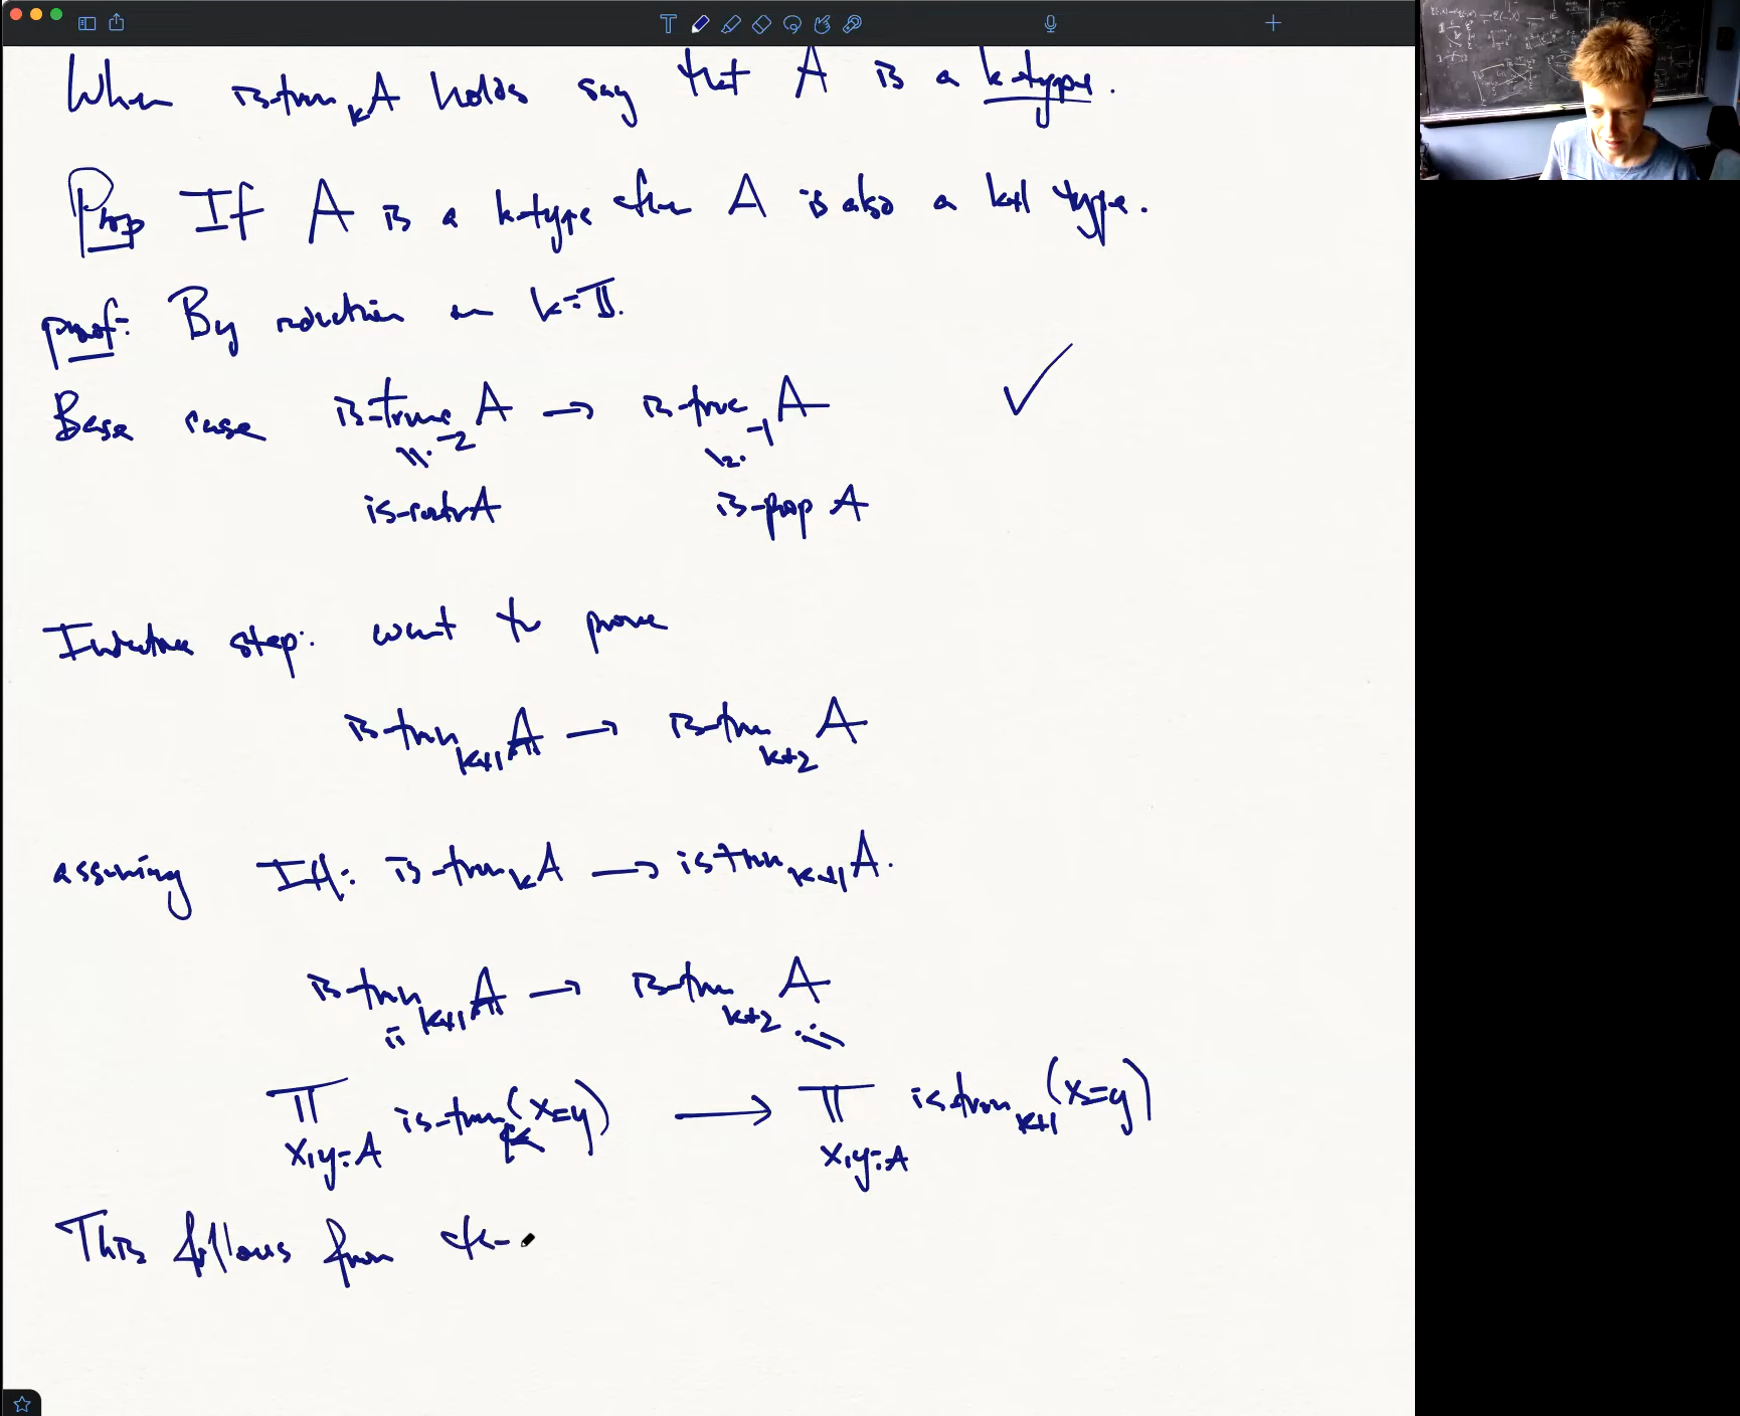 When is-trunc_k A holds say that A is a k-type.
Prop If A is a k-type then A is also a k+1 type.
proof: By induction on k:𝕋.
Base case is-trunc_-2 A → is-trunc_-1 A ✓
is-contr A is-prop A
Inductive step: want to prove
is-trunc_k+1 A → is-trunc_k+2 A
assuming IH: is-trunc_k A → is trunc_k+1 A.
is-trunc_k+1 A → is-trunc_k+2 A
Π_x,y:A is-trunc_k (x=y) → Π_x,y:A is-trunc_k+1 (x=y)
This follows from the